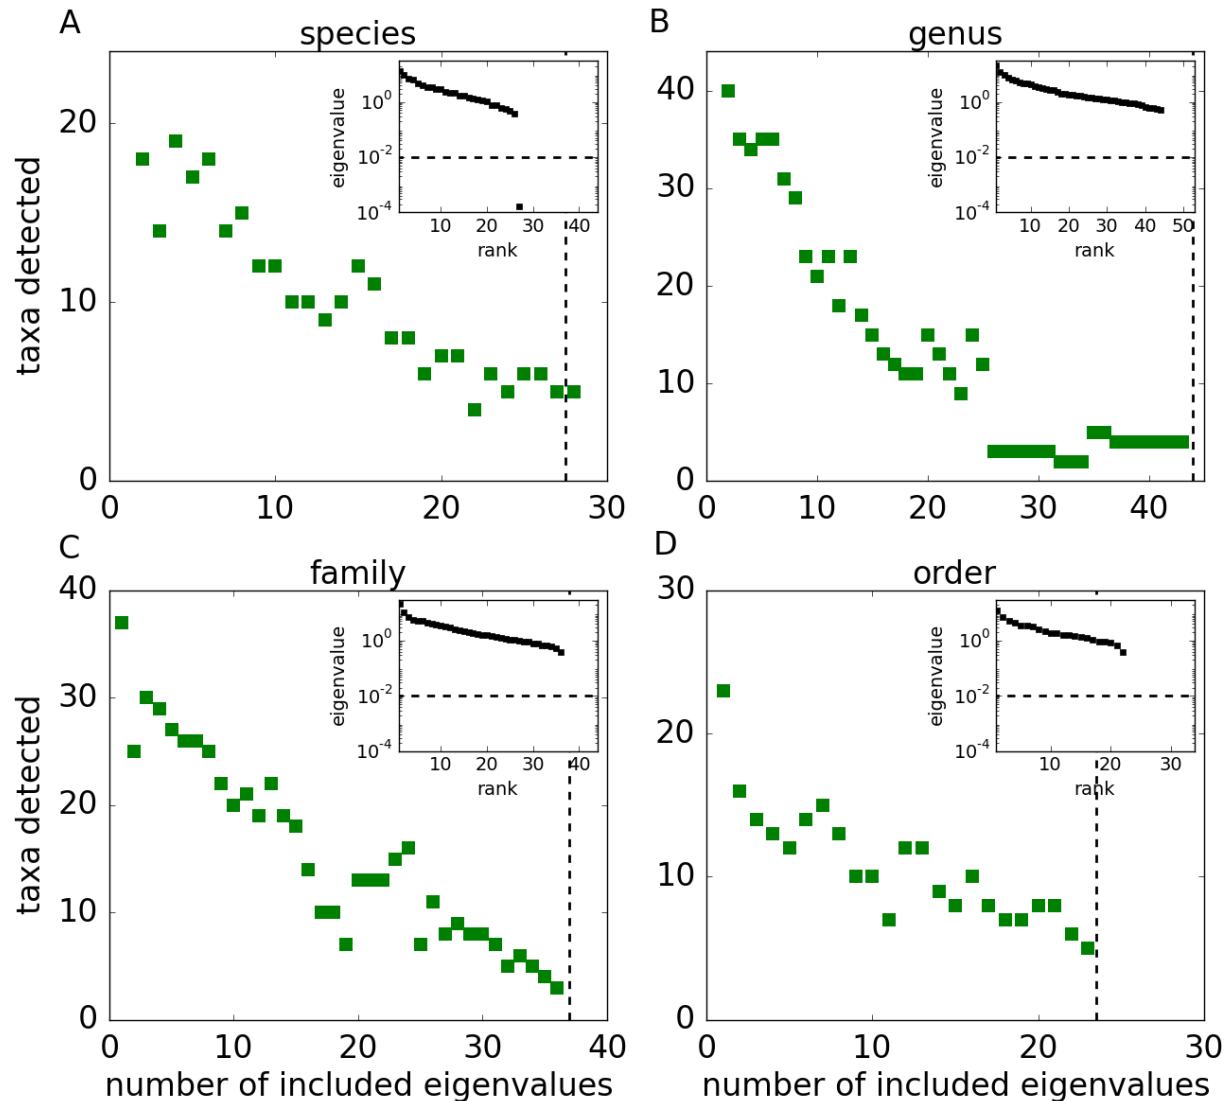 A
species
taxa detected
20
10
0
0 10 20 30
eigenvalue
10^0
10^-2
10^-4
10 20 30 40
rank
B
genus
40
30
20
10
0
0 10 20 30 40
eigenvalue
10^0
10^-2
10^-4
10 20 30 40 50
rank
C
family
taxa detected
40
30
20
10
0
0 10 20 30 40
number of included eigenvalues
eigenvalue
10^0
10^-2
10^-4
10 20 30 40
rank
D
order
30
20
10
0
0 10 20 30
number of included eigenvalues
eigenvalue
10^0
10^-2
10^-4
10 20 30
rank